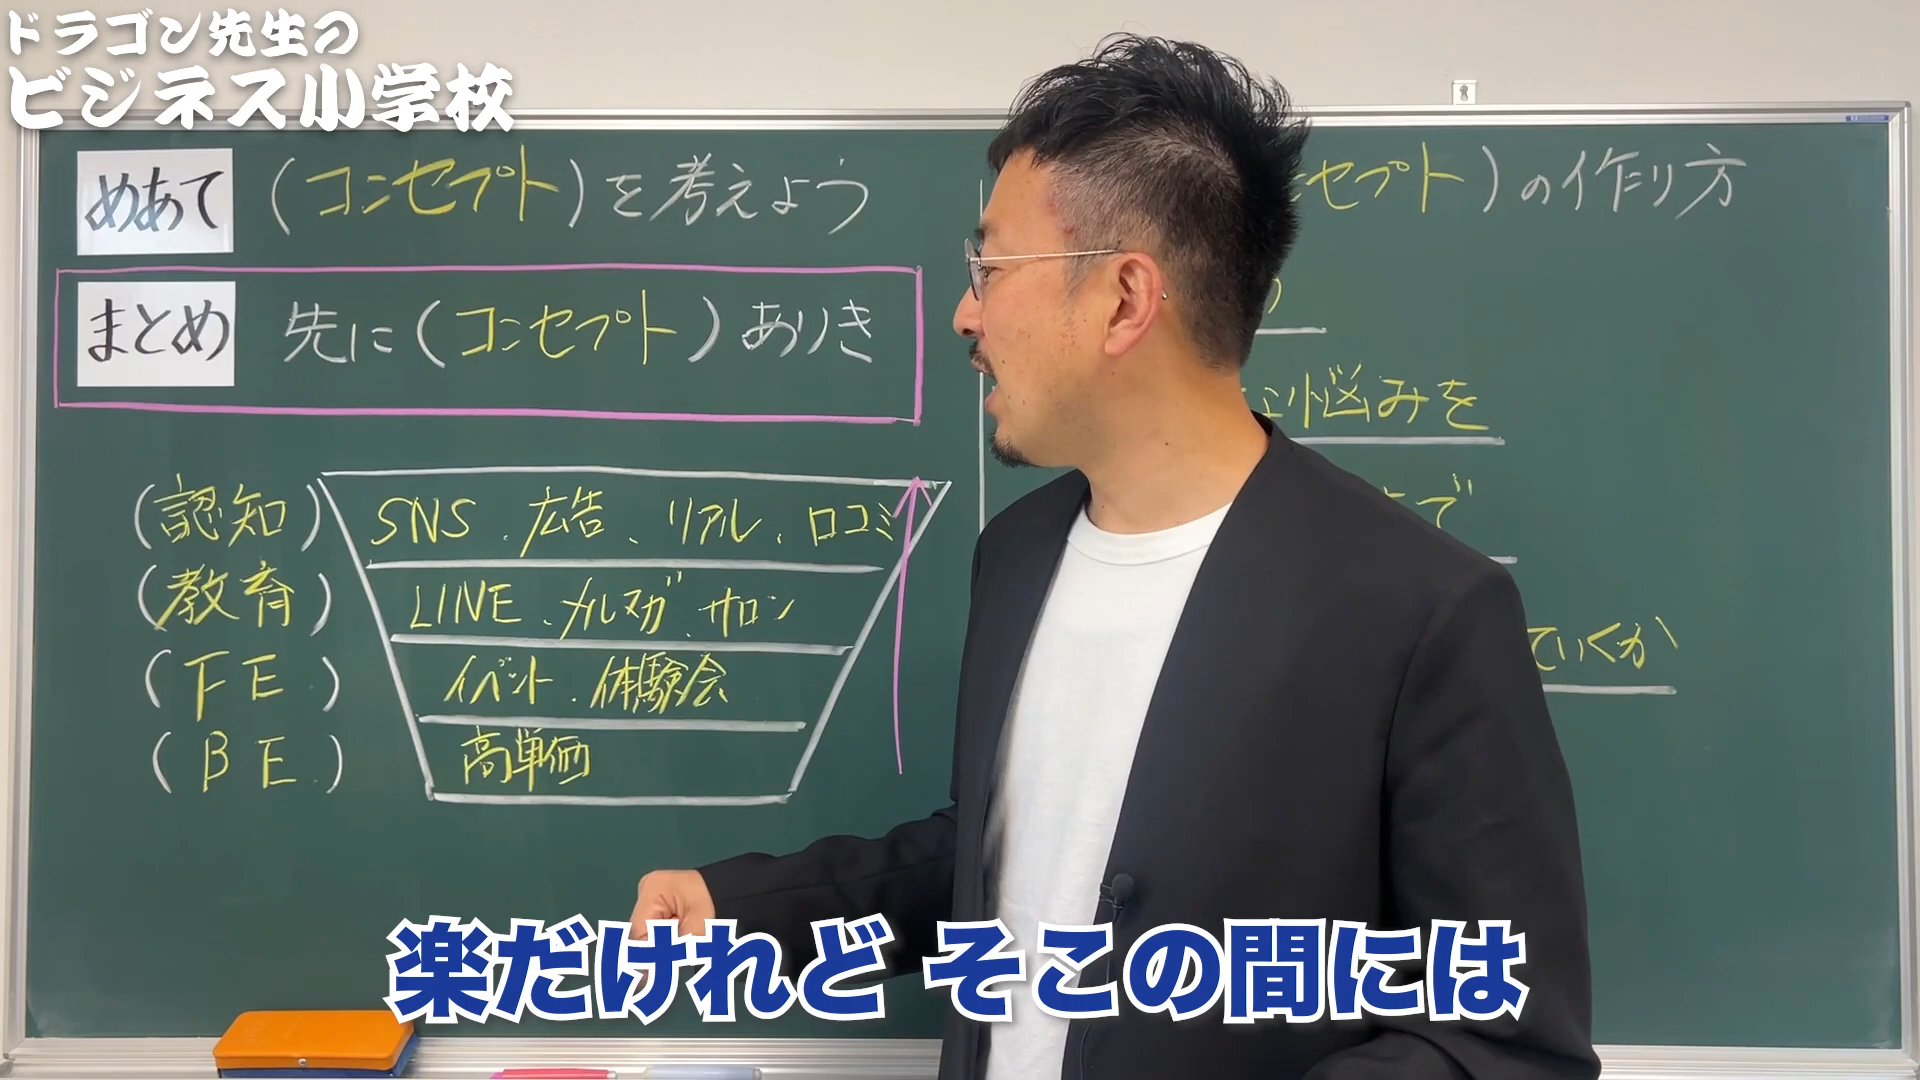 ドラゴン先生の
ビジネス小学校
めあて (コンセプト)を考えよう
まとめ 先に(コンセプト)ありき
(認知) SNS、広告、リアル、口コミ
(教育) LINE、メルマガ、サロン
(FE) イベント、体験会
(BE) 高単価
セプト)の作り方
悩みを
で
ていくか
楽だけれど そこの間には